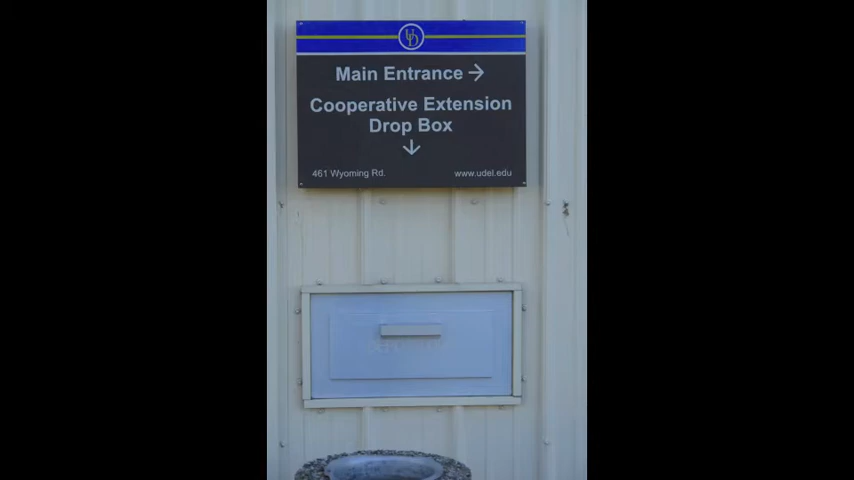 UD
Main Entrance →
Cooperative Extension
Drop Box
↓
461 Wyoming Rd.
www.udel.edu